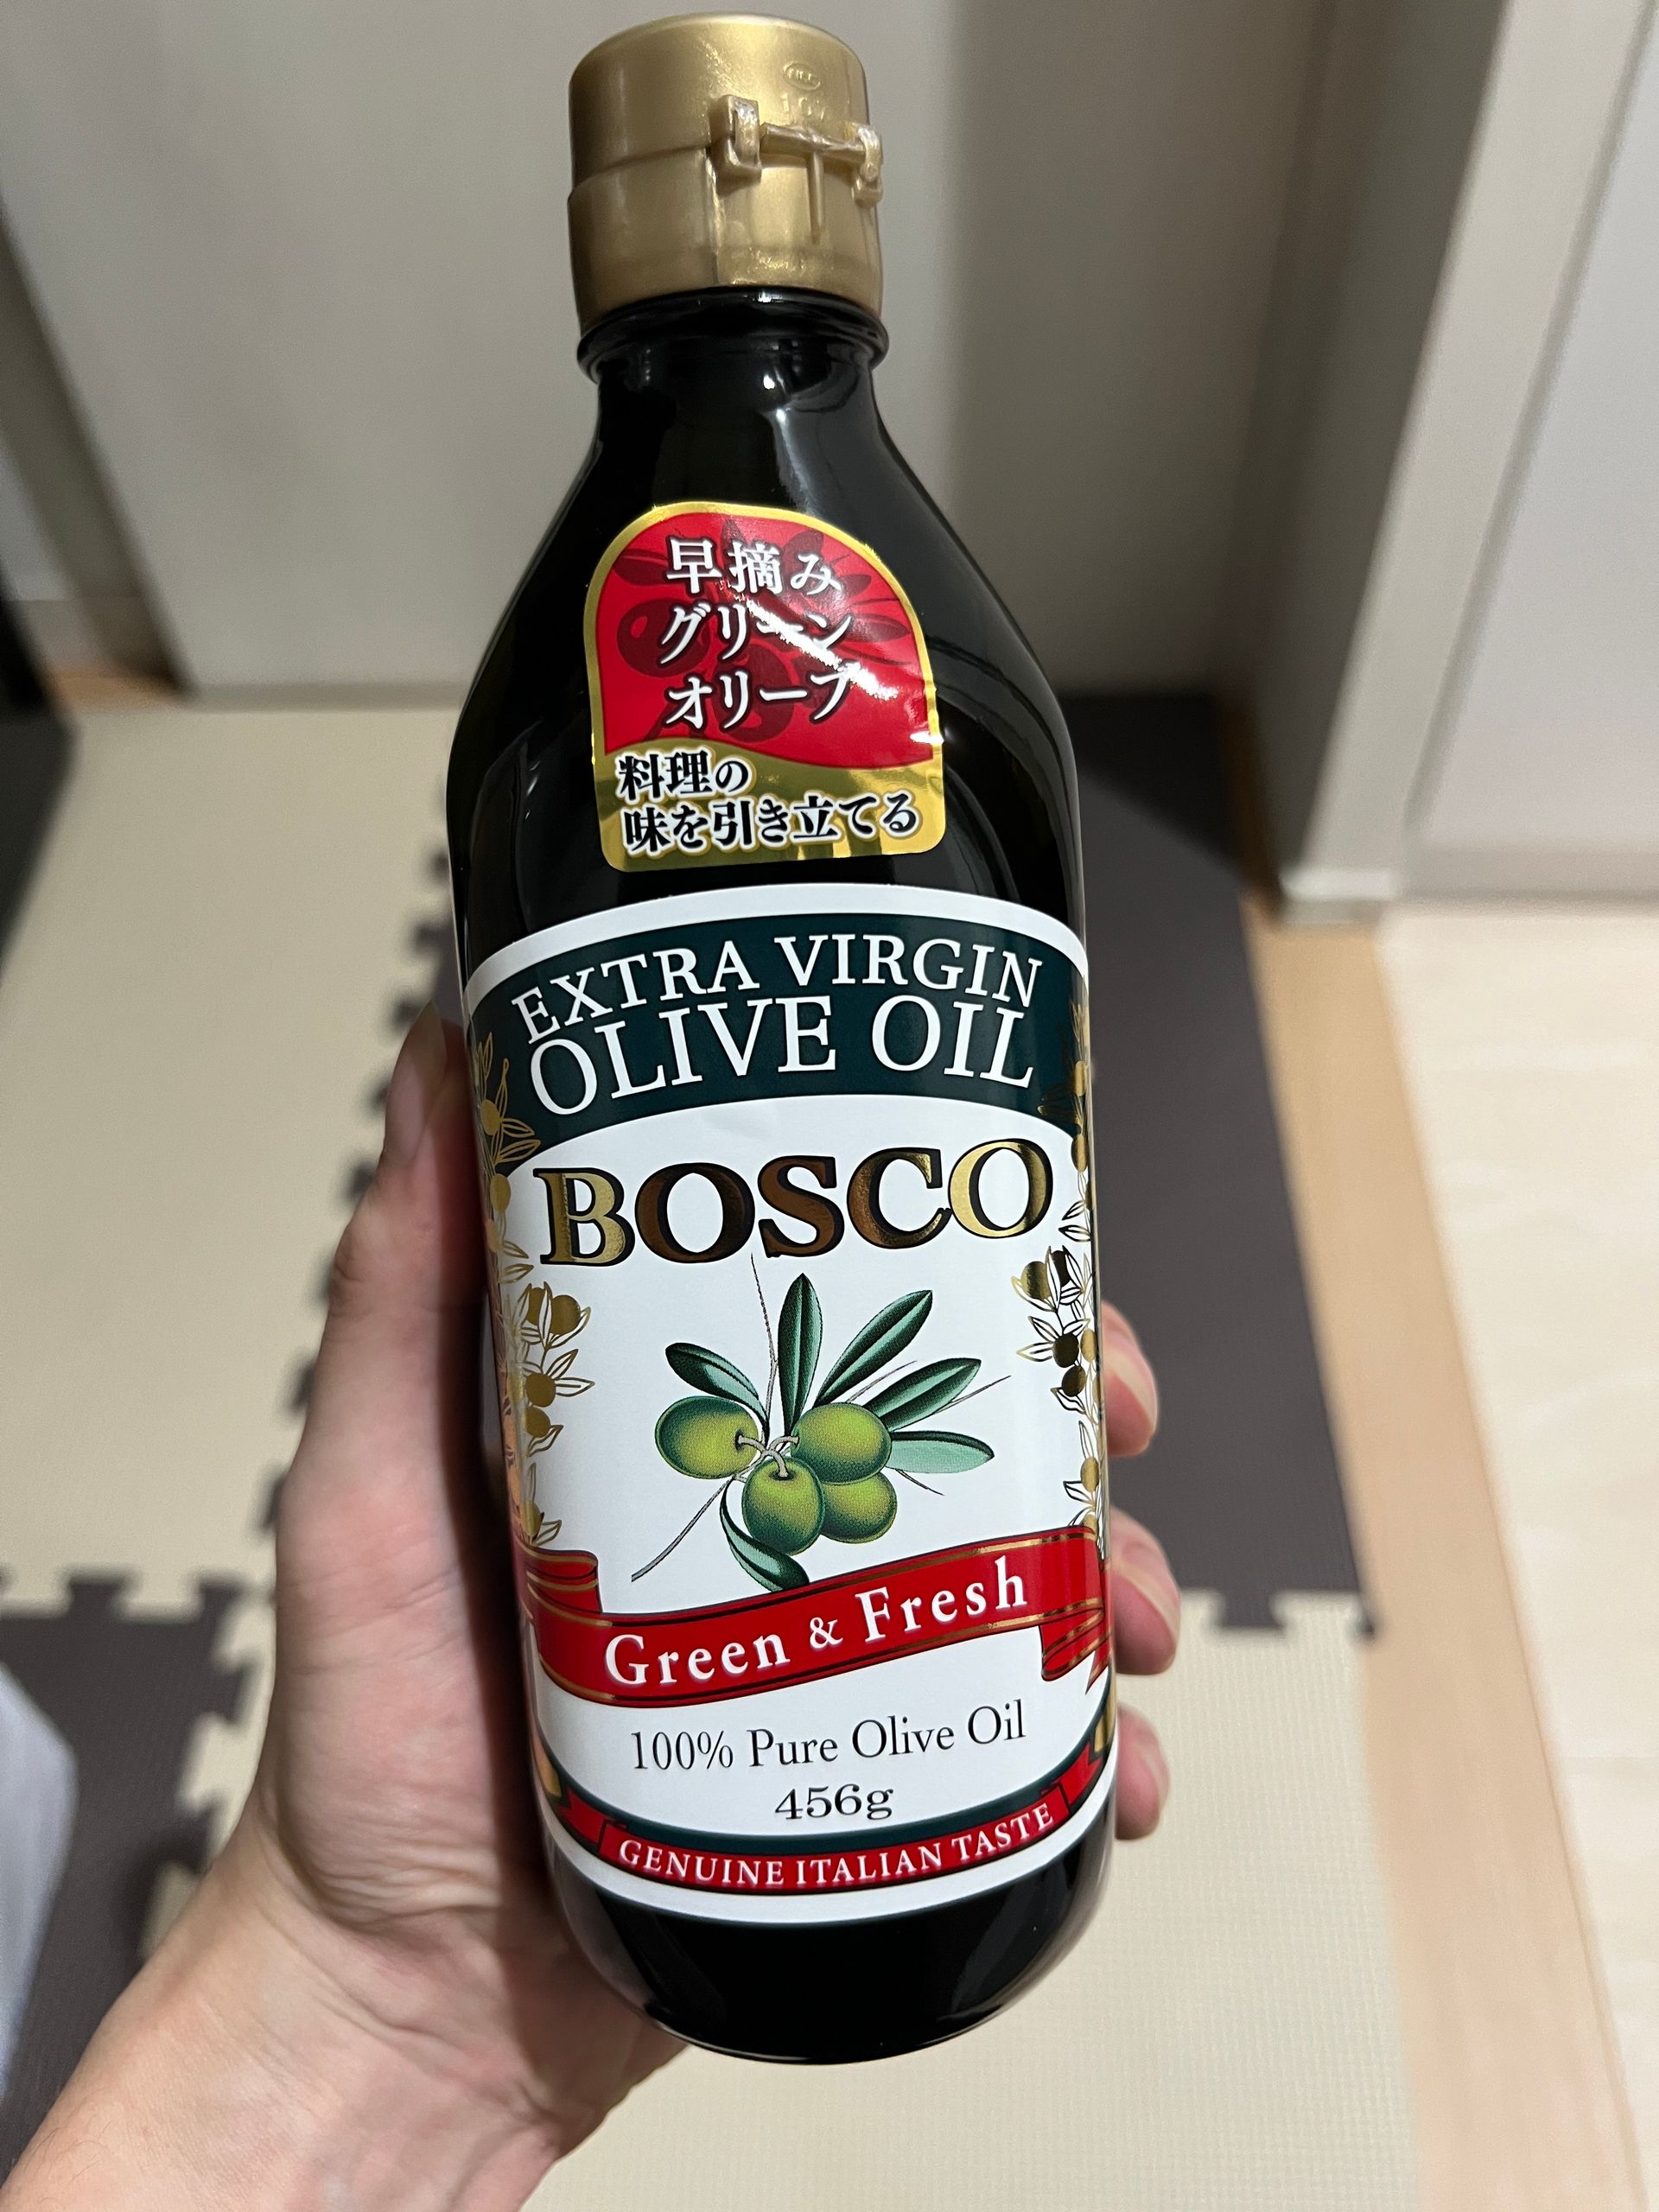 早摘み
グリーン
オリーブ
料理の
味を引き立てる
EXTRA VIRGIN
OLIVE OIL
BOSCO
Green & Fresh
100% Pure Olive Oil
456g
GENUINE ITALIAN TASTE